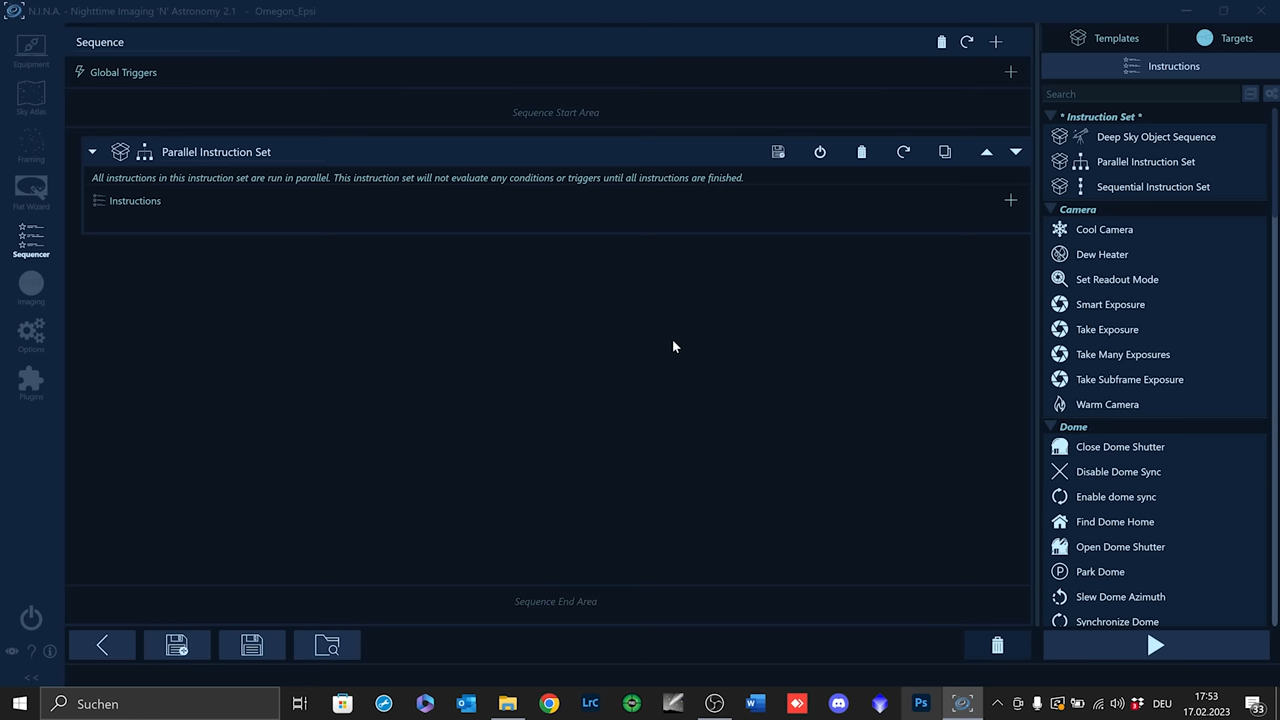 N.I.N.A. - Nighttime Imaging 'N' Astronomy 2.1 - Omegon_Epsi
Equipment
Sky Atlas
Framing
Flat Wizard
Sequencer
Imaging
Options
Plugins
<<
Sequence
Global Triggers
Sequence Start Area
Parallel Instruction Set
All instructions in this instruction set are run in parallel. This instruction set will not evaluate any conditions or triggers until all instructions are finished.
Instructions
Sequence End Area
Templates
Targets
Instructions
Search
* Instruction Set *
Deep Sky Object Sequence
Parallel Instruction Set
Sequential Instruction Set
Camera
Cool Camera
Dew Heater
Set Readout Mode
Smart Exposure
Take Exposure
Take Many Exposures
Take Subframe Exposure
Warm Camera
Dome
Close Dome Shutter
Disable Dome Sync
Enable dome sync
Find Dome Home
Open Dome Shutter
Park Dome
Slew Dome Azimuth
Synchronize Dome
Suchen
LrC
Ps
DEU
17:53
17.02.2023
33